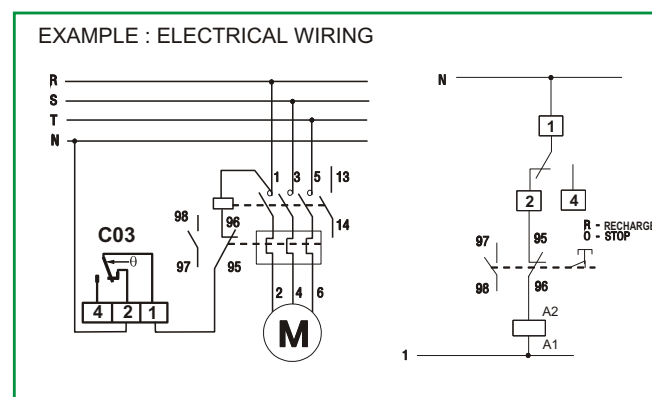 EXAMPLE : ELECTRICAL WIRING
R
S
T
N
1 3 5 13
14
98
96
97
95
C03
θ
4 2 1
2 4 6
M
N
1
2 4
R - RECHARGE
O - STOP
97 95
98 96
A2
A1
1